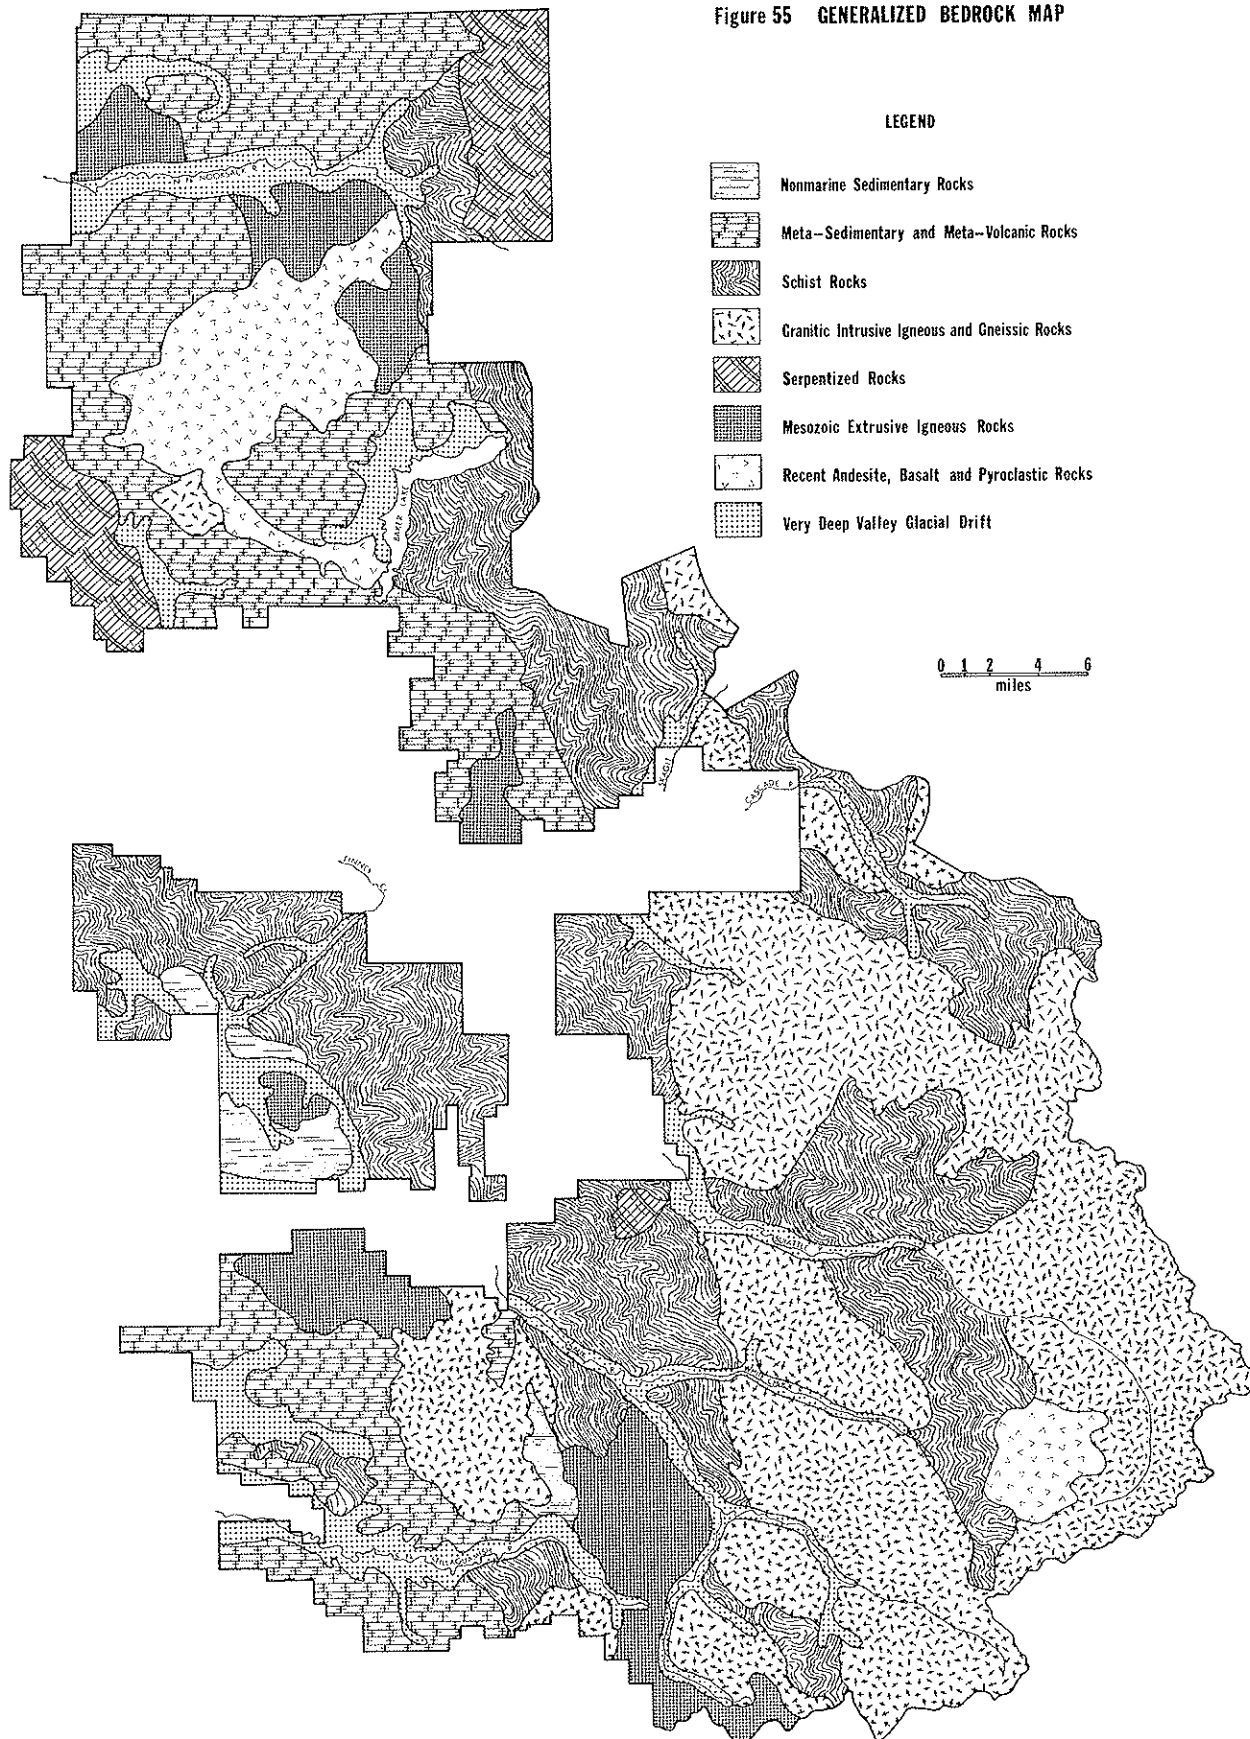 Figure 55 GENERALIZED BEDROCK MAP
LEGEND
Nonmarine Sedimentary Rocks
Meta-Sedimentary and Meta-Volcanic Rocks
Schist Rocks
Granitic Intrusive Igneous and Gneissic Rocks
Serpentized Rocks
Mesozoic Extrusive Igneous Rocks
Recent Andesite, Basalt and Pyroclastic Rocks
Very Deep Valley Glacial Drift
0 1 2 4 6
miles
BAKER LAKE
SKAGIT
CASCADE R.